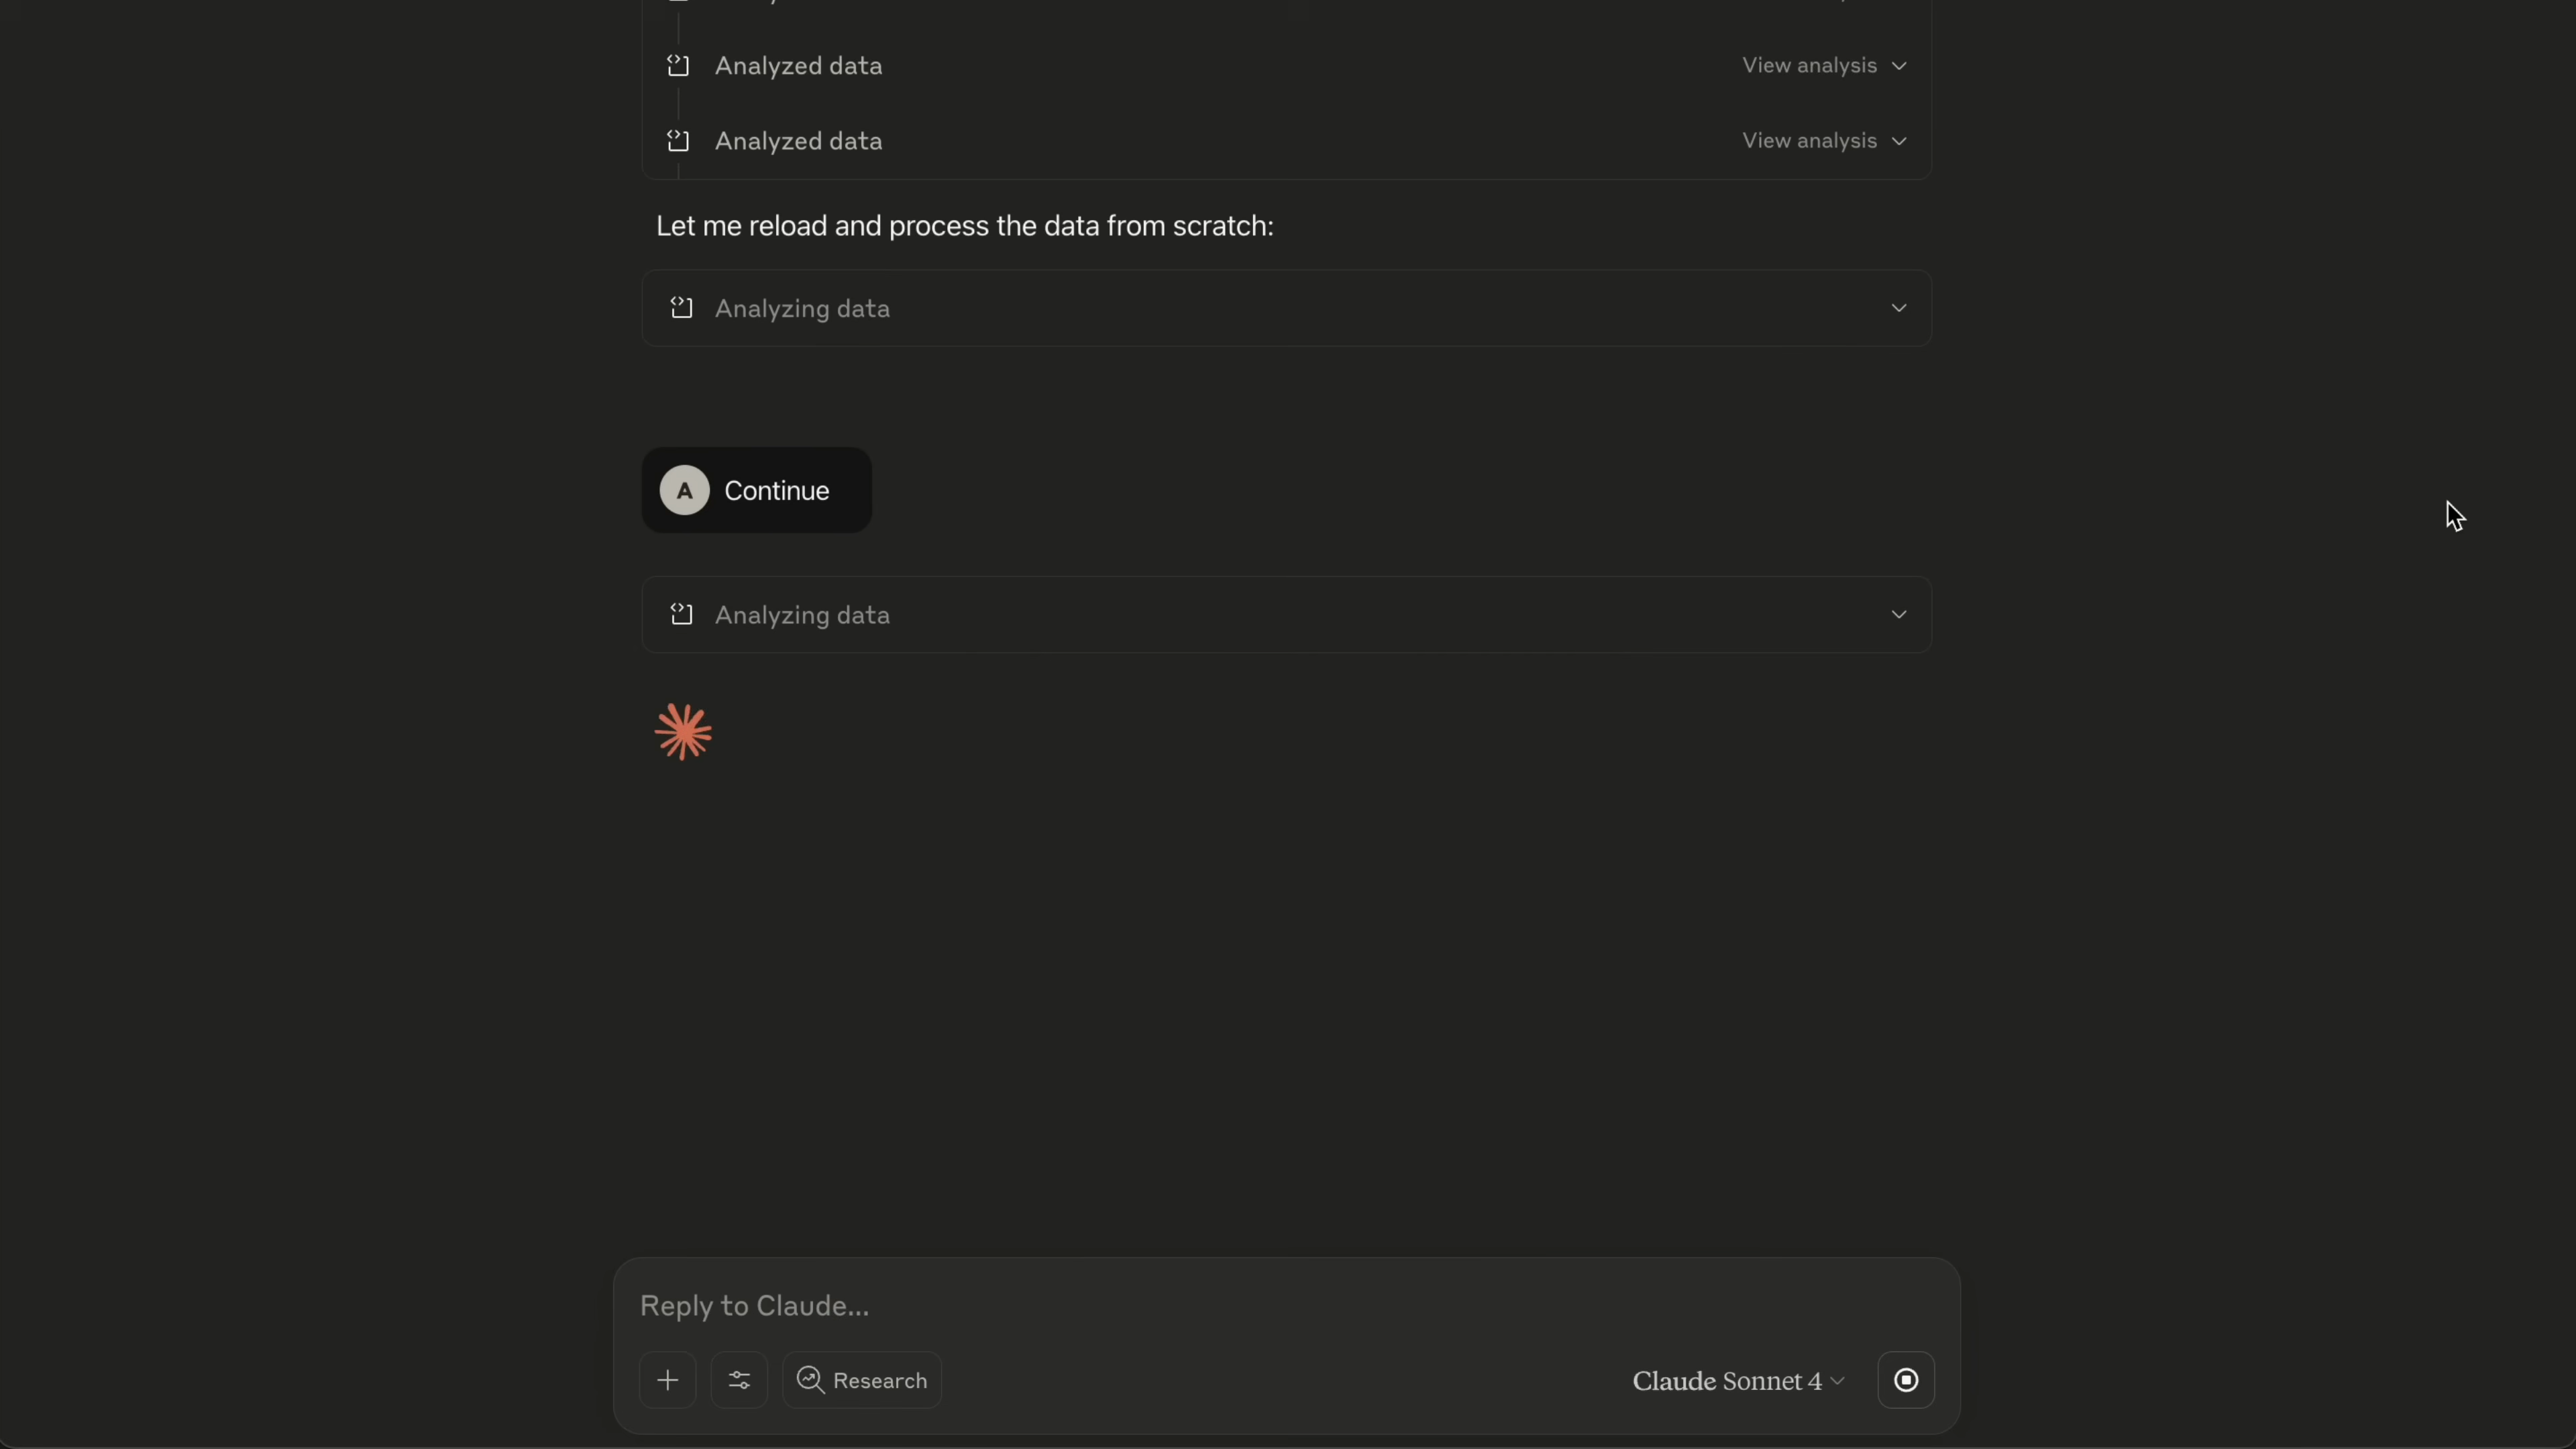 Analyzed data View analysis
Analyzed data View analysis
Let me reload and process the data from scratch:
Analyzing data
A Continue
Analyzing data
Reply to Claude...
Research Claude Sonnet 4